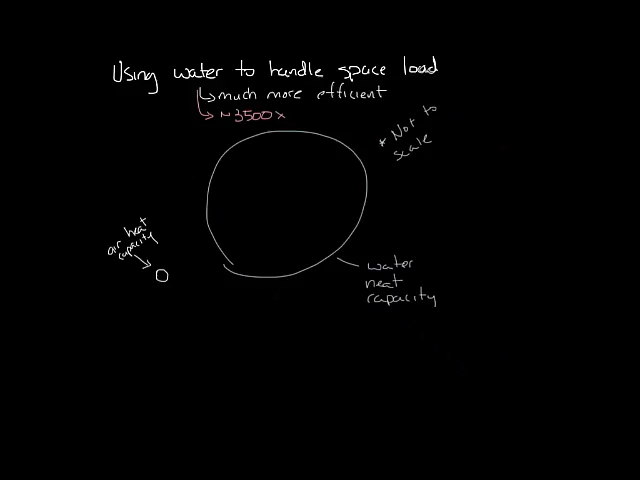 Using water to handle space load
↳ much more efficient
↳ ~3500x
* Not to
scale
air heat
capacity
water
heat
capacity